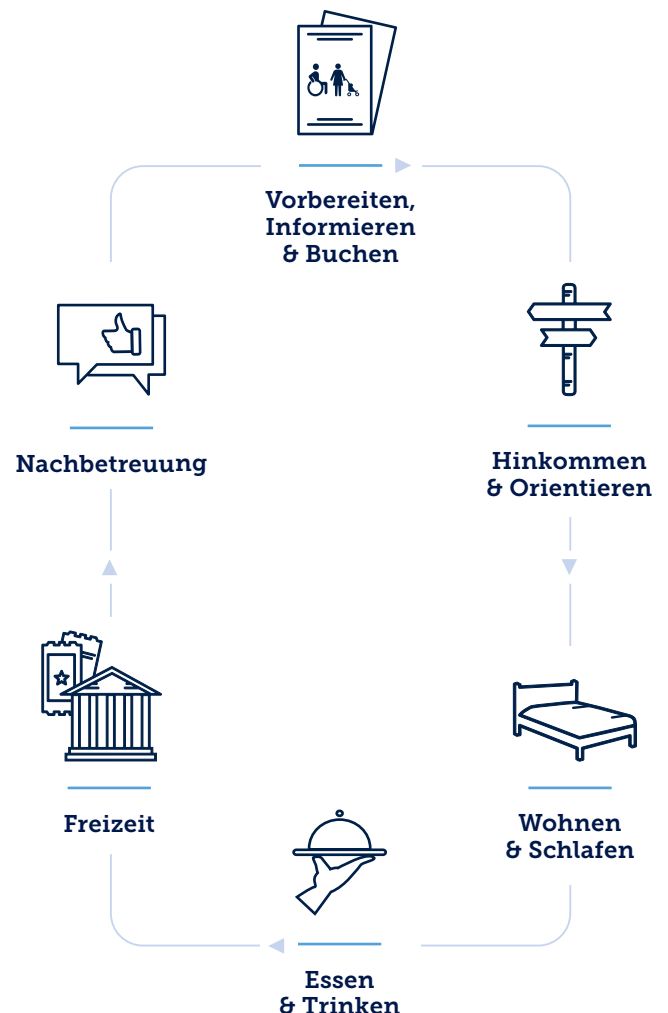 Vorbereiten,
Informieren
& Buchen
Hinkommen
& Orientieren
Wohnen
& Schlafen
Essen
& Trinken
Freizeit
Nachbetreuung